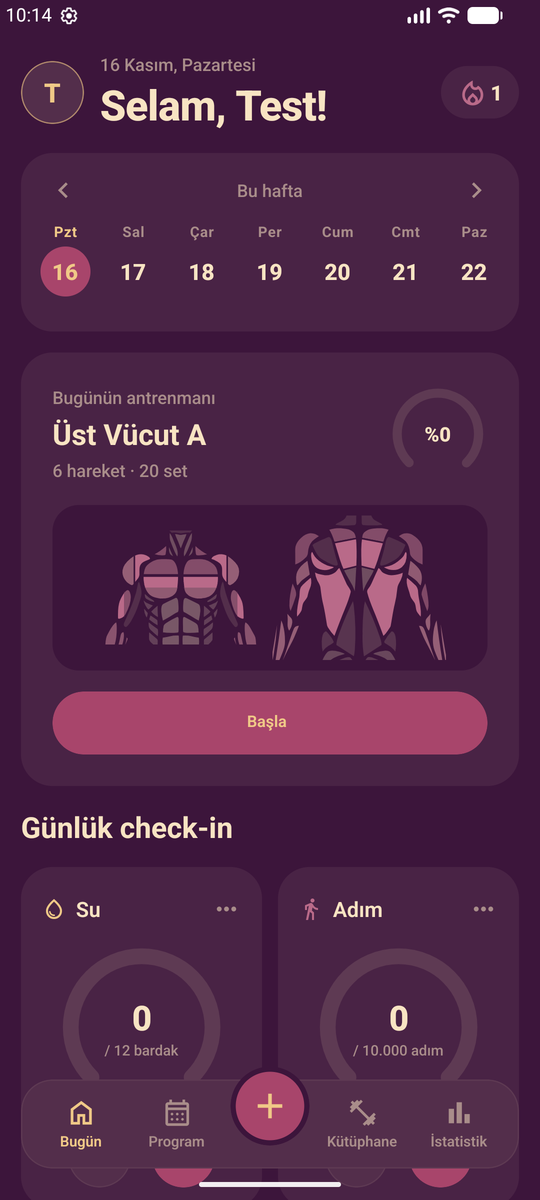 10:14
16 Kasım, Pazartesi
T
Selam, Test!
1
Bu hafta
Pzt Sal Çar Per Cum Cmt Paz
16 17 18 19 20 21 22
Bugünün antrenmanı
Üst Vücut A
%0
6 hareket · 20 set
Başla
Günlük check-in
Su
Adım
0
/ 12 bardak
0
/ 10.000 adım
Bugün
Program
Kütüphane
İstatistik